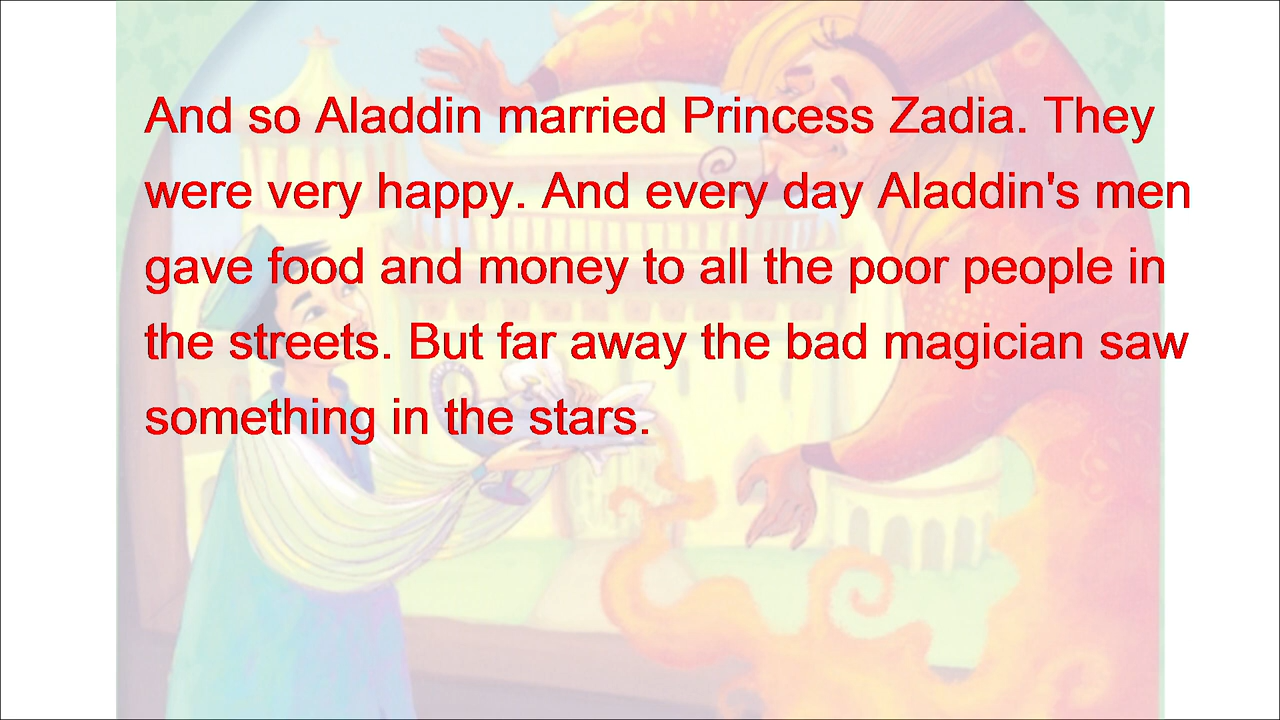 And so Aladdin married Princess Zadia. They
were very happy. And every day Aladdin's men
gave food and money to all the poor people in
the streets. But far away the bad magician saw
something in the stars.